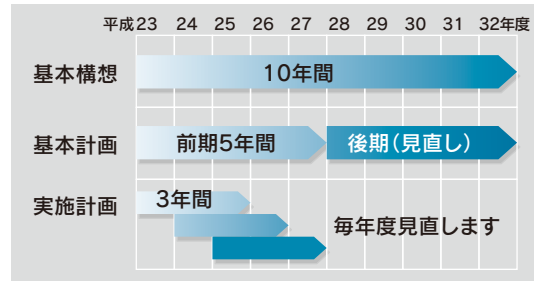 平成23 24 25 26 27 28 29 30 31 32年度
基本構想 10年間
基本計画 前期5年間 後期(見直し)
実施計画 3年間
毎年度見直します